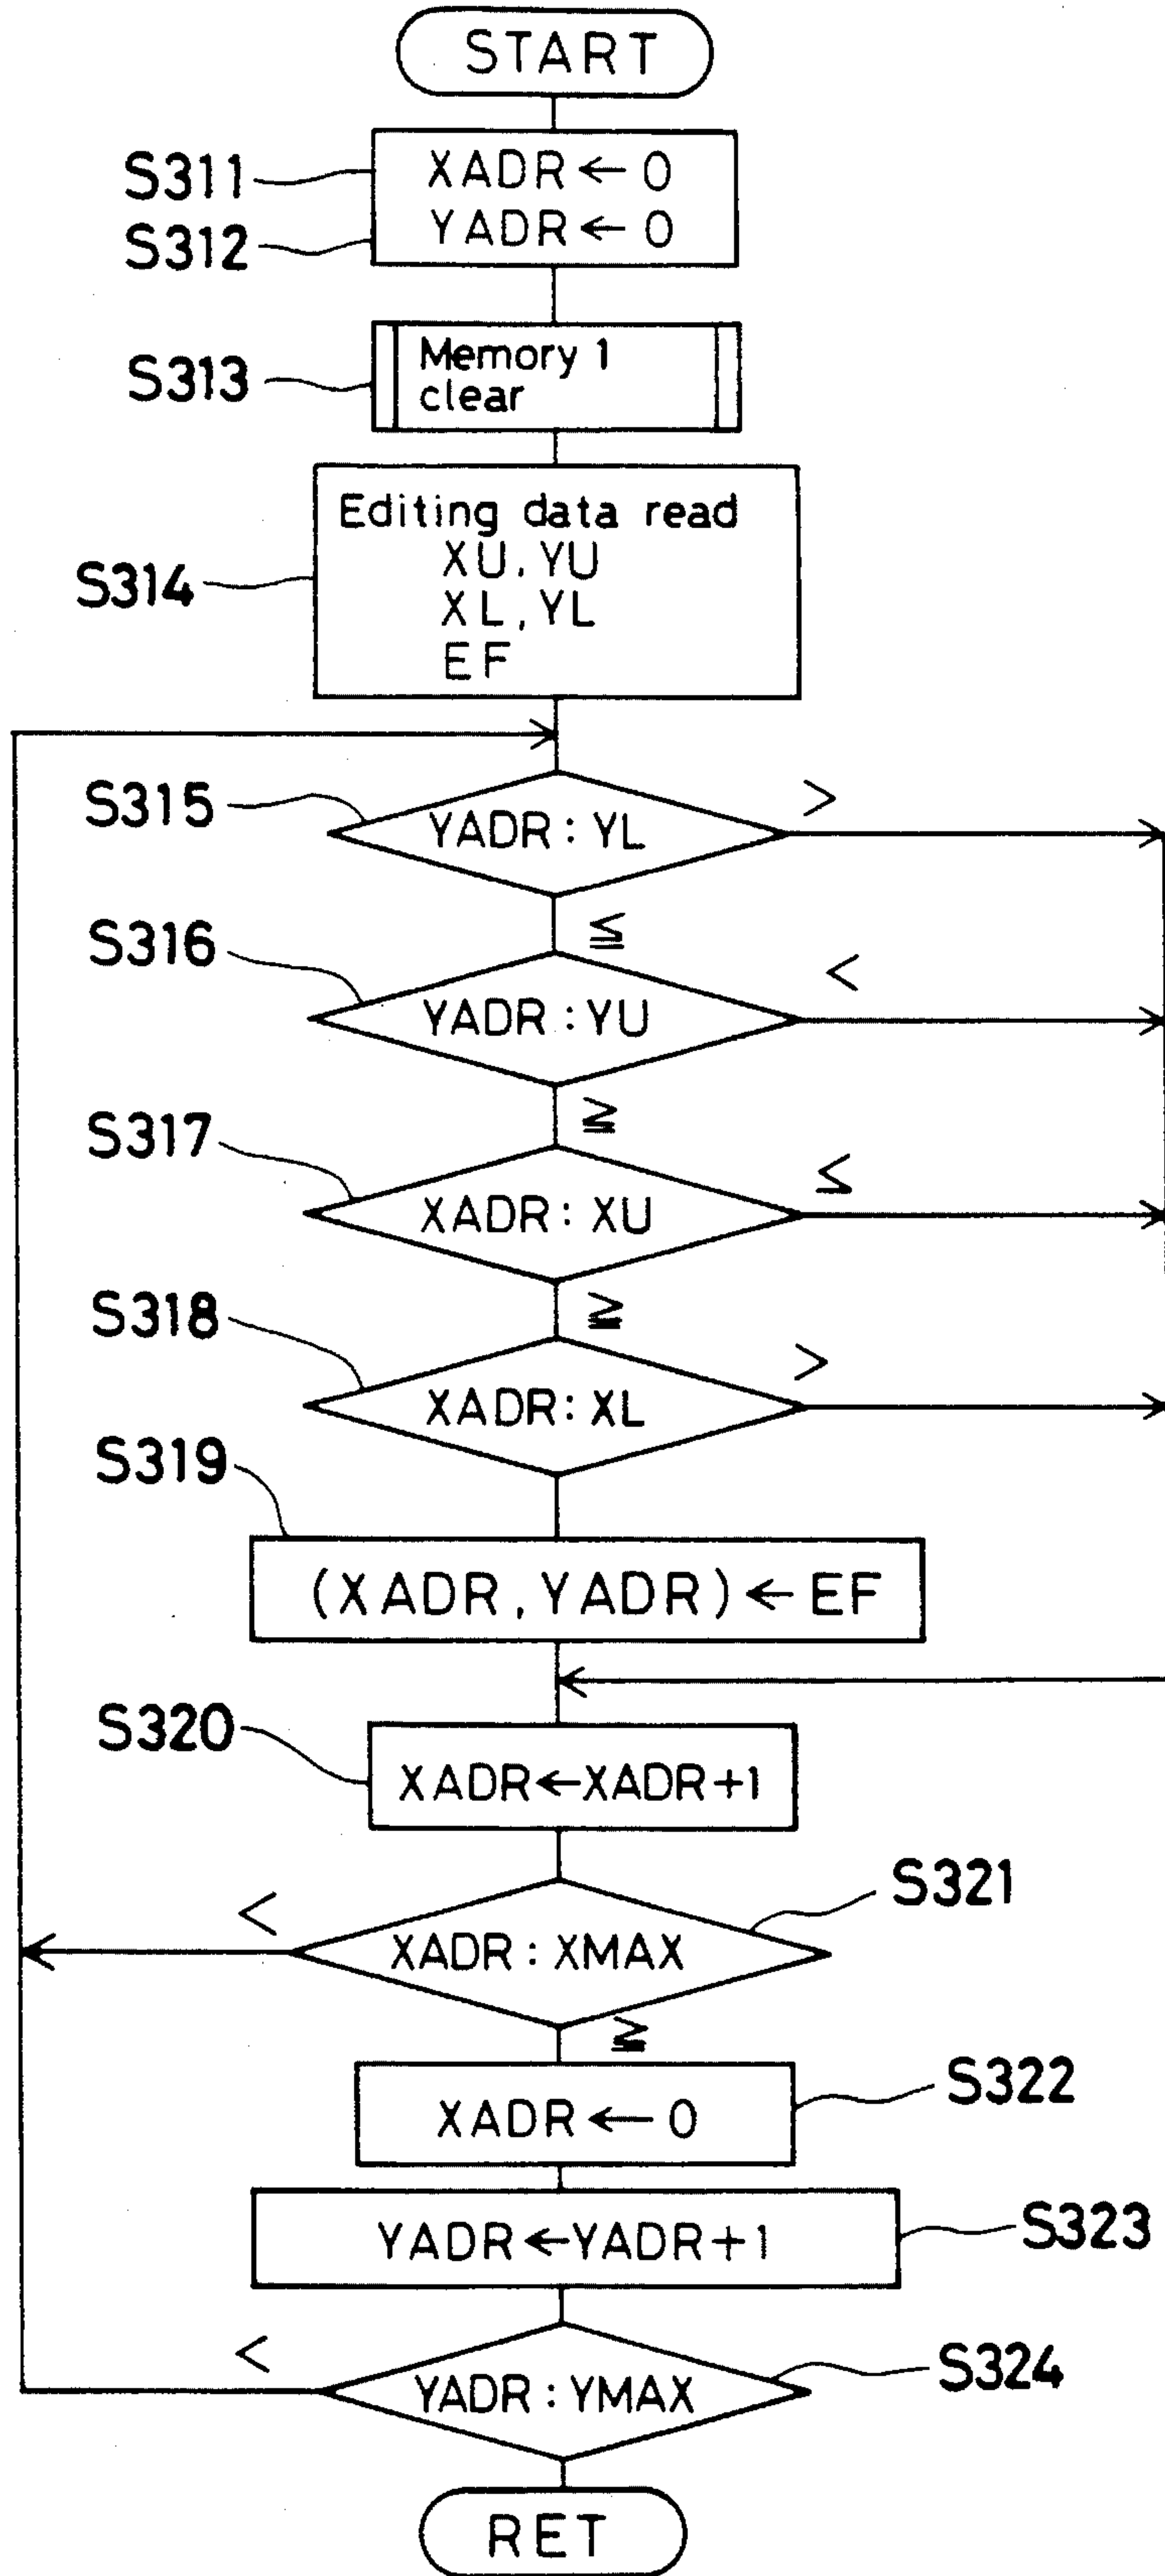 START
S311
XADR ← 0
S312
YADR ← 0
S313
Memory 1
clear
S314
Editing data read
XU, YU
XL, YL
EF
S315
YADR : YL
>
≦
S316
YADR : YU
<
≧
S317
XADR : XU
≤
≧
S318
XADR : XL
>
S319
(XADR, YADR) ← EF
S320
XADR ← XADR+1
S321
XADR : XMAX
<
≧
S322
XADR ← 0
S323
YADR ← YADR+1
S324
YADR : YMAX
<
RET